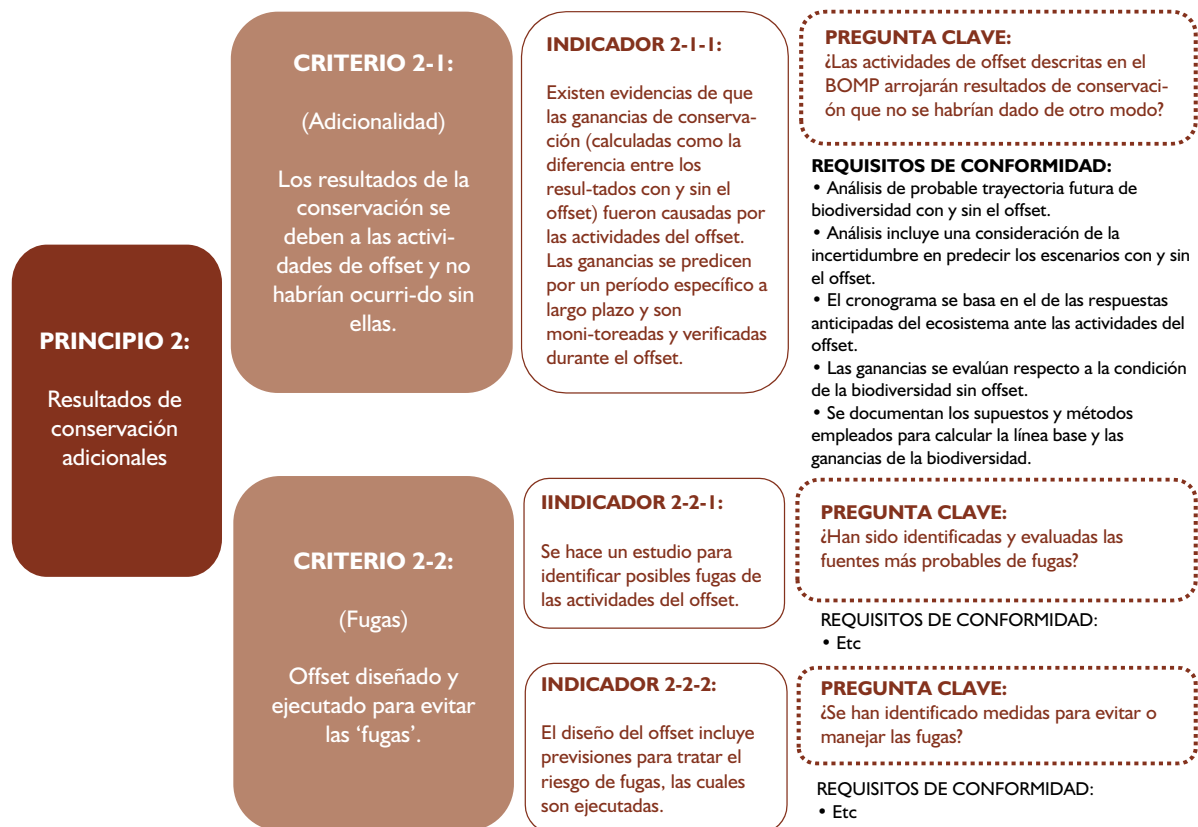 PRINCIPIO 2:
Resultados de
conservación
adicionales
CRITERIO 2-1:
(Adicionalidad)
Los resultados de la
conservación se
deben a las activi-
dades de offset y no
habrían ocurri-do sin
ellas.
INDICADOR 2-1-1:
Existen evidencias de que
las ganancias de conserva-
ción (calculadas como la
diferencia entre los
resul-tados con y sin el
offset) fueron causadas por
las actividades del offset.
Las ganancias se predicen
por un período específico a
largo plazo y son
moni-toreadas y verificadas
durante el offset.
PREGUNTA CLAVE:
¿Las actividades de offset descritas en el
BOMP arrojarán resultados de conservaci-
ón que no se habrían dado de otro modo?
REQUISITOS DE CONFORMIDAD:
• Análisis de probable trayectoria futura de
biodiversidad con y sin el offset.
• Análisis incluye una consideración de la
incertidumbre en predecir los escenarios con y sin
el offset.
• El cronograma se basa en el de las respuestas
anticipadas del ecosistema ante las actividades del
offset.
• Las ganancias se evalúan respecto a la condición
de la biodiversidad sin offset.
• Se documentan los supuestos y métodos
empleados para calcular la línea base y las
ganancias de la biodiversidad.
CRITERIO 2-2:
(Fugas)
Offset diseñado y
ejecutado para evitar
las ‘fugas’.
IINDICADOR 2-2-1:
Se hace un estudio para
identificar posibles fugas de
las actividades del offset.
PREGUNTA CLAVE:
¿Han sido identificadas y evaluadas las
fuentes más probables de fugas?
REQUISITOS DE CONFORMIDAD:
• Etc
INDICADOR 2-2-2:
El diseño del offset incluye
previsiones para tratar el
riesgo de fugas, las cuales
son ejecutadas.
PREGUNTA CLAVE:
¿Se han identificado medidas para evitar o
manejar las fugas?
REQUISITOS DE CONFORMIDAD:
• Etc